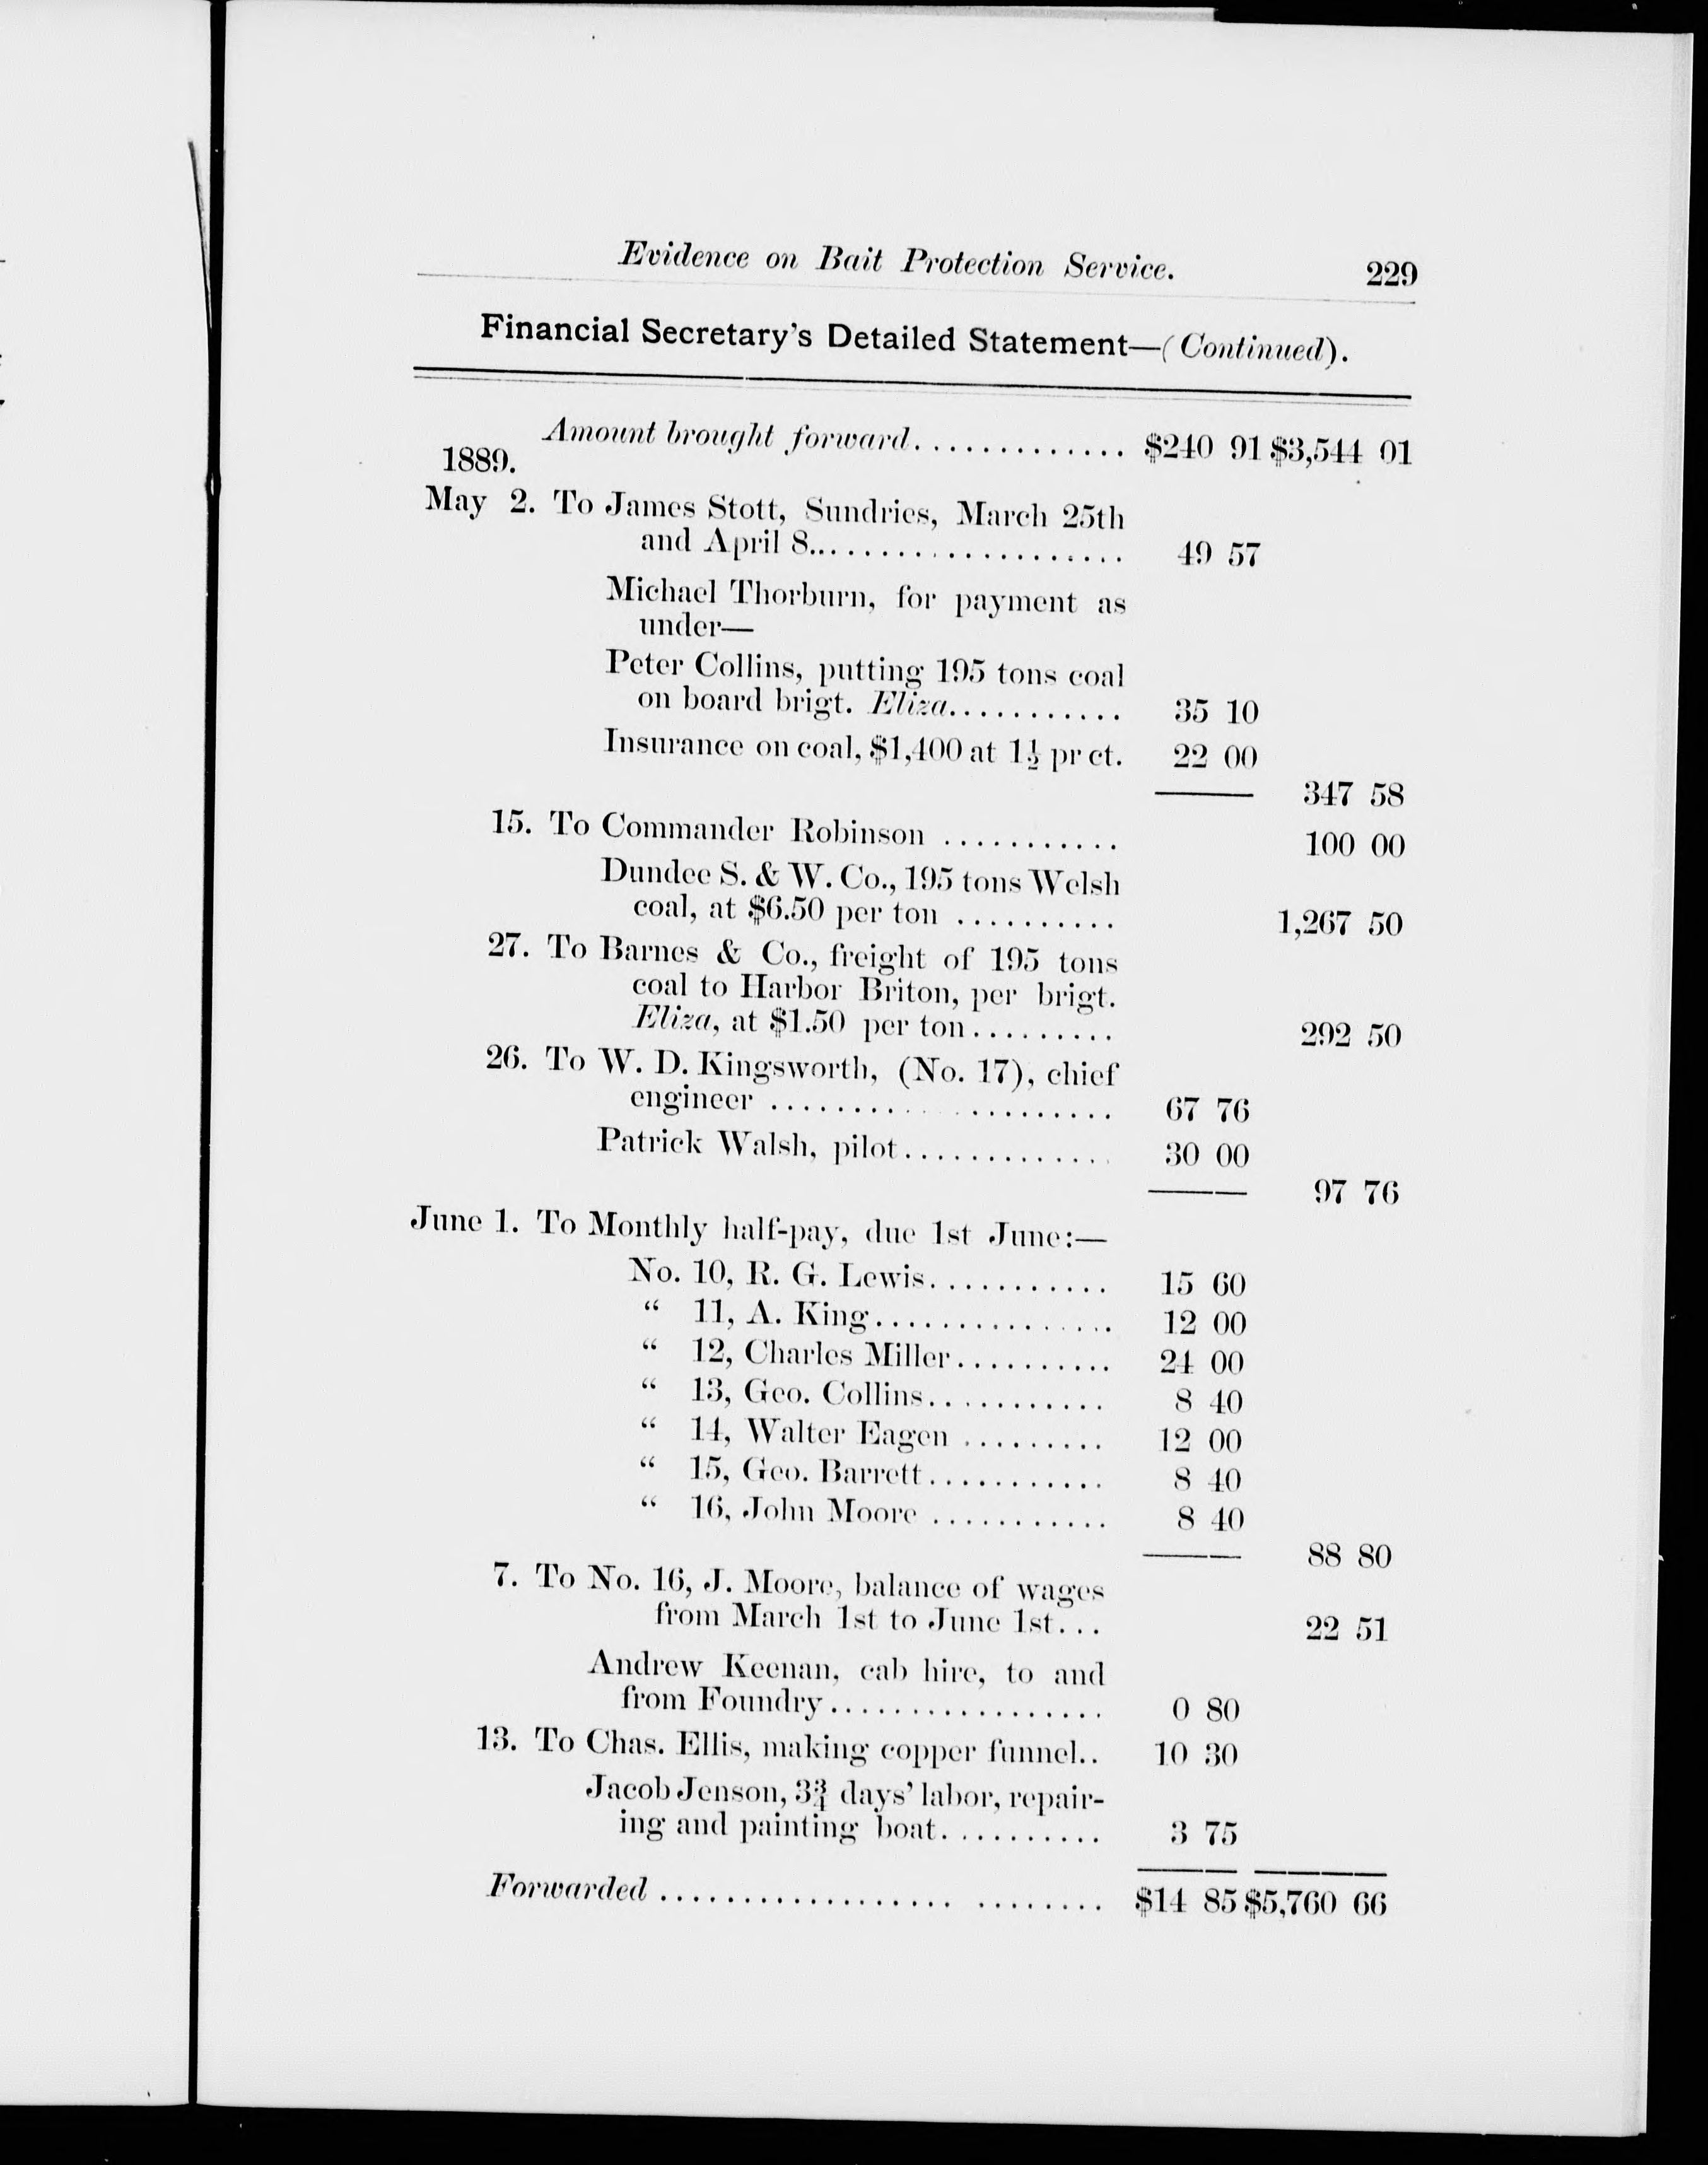 Evidence on Bait Protection Service. 229
Financial Secretary's Detailed Statement—(Continued).
Amount brought forward............. $240 91 $3,544 01
1889.
May 2. To James Stott, Sundries, March 25th
and April 8.................... 49 57
Michael Thorburn, for payment as
under—
Peter Collins, putting 195 tons coal
on board brigt. Eliza........... 35 10
Insurance on coal, $1,400 at 1½ pr ct. 22 00
347 58
15. To Commander Robinson ........... 100 00
Dundee S. & W. Co., 195 tons Welsh
coal, at $6.50 per ton .......... 1,267 50
27. To Barnes & Co., freight of 195 tons
coal to Harbor Briton, per brigt.
Eliza, at $1.50 per ton......... 292 50
26. To W. D. Kingsworth, (No. 17), chief
engineer ..................... 67 76
Patrick Walsh, pilot............. 30 00
97 76
June 1. To Monthly half-pay, due 1st June:—
No. 10, R. G. Lewis........... 15 60
“ 11, A. King............... 12 00
“ 12, Charles Miller.......... 24 00
“ 13, Geo. Collins........... 8 40
“ 14, Walter Eagen ......... 12 00
“ 15, Geo. Barrett........... 8 40
“ 16, John Moore ........... 8 40
88 80
7. To No. 16, J. Moore, balance of wages
from March 1st to June 1st... 22 51
Andrew Keenan, cab hire, to and
from Foundry................. 0 80
13. To Chas. Ellis, making copper funnel.. 10 30
Jacob Jenson, 3¾ days' labor, repair-
ing and painting boat.......... 3 75
Forwarded .......................... $14 85 $5,760 66